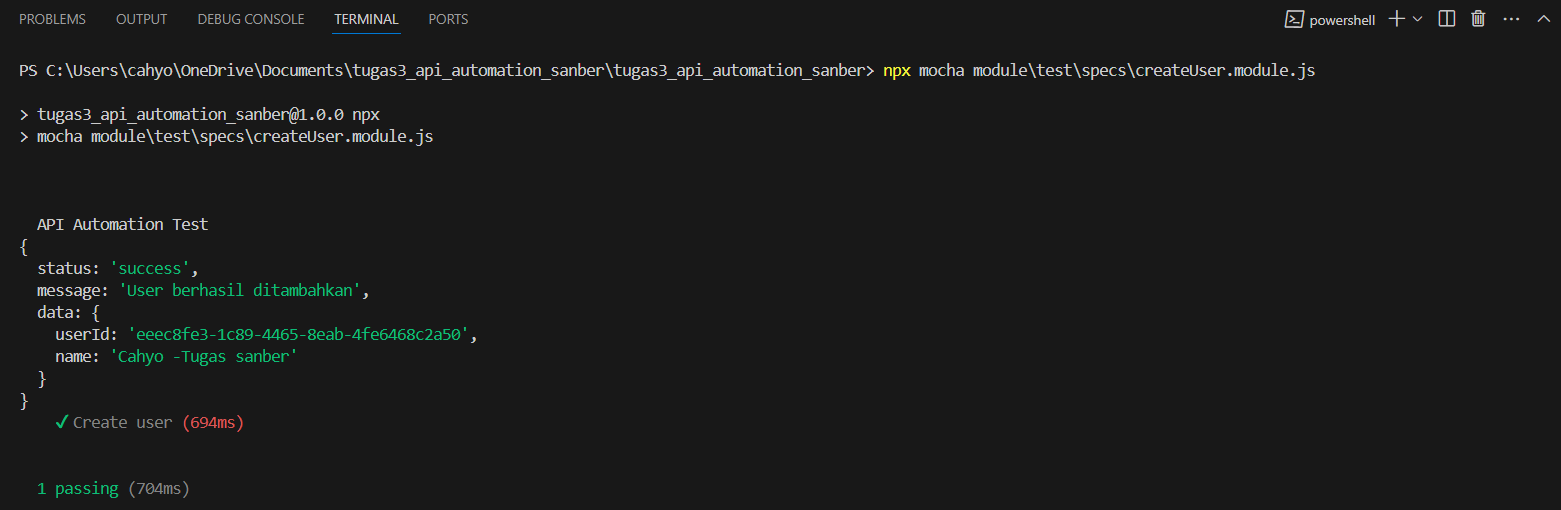 PROBLEMS OUTPUT DEBUG CONSOLE TERMINAL PORTS powershell
PS C:\Users\cahyo\OneDrive\Documents\tugas3_api_automation_sanber\tugas3_api_automation_sanber> npx mocha module\test\specs\createUser.module.js
> tugas3_api_automation_sanber@1.0.0 npx
> mocha module\test\specs\createUser.module.js
API Automation Test
{
status: 'success',
message: 'User berhasil ditambahkan',
data: {
userId: 'eeec8fe3-1c89-4465-8eab-4fe6468c2a50',
name: 'Cahyo -Tugas sanber'
}
}
✓ Create user (694ms)
1 passing (704ms)